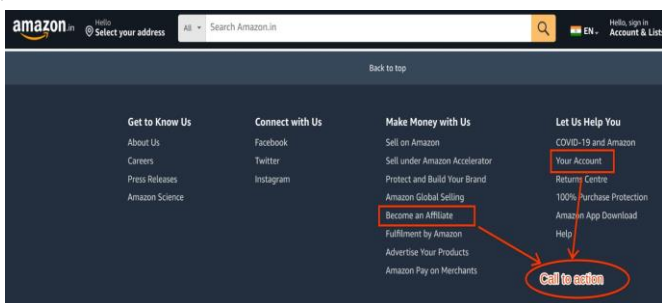 amazon.in
Hello
Select your address
All
Search Amazon.in
EN
Hello, sign in
Account & Lists
Back to top
Get to Know Us
About Us
Careers
Press Releases
Amazon Science
Connect with Us
Facebook
Twitter
Instagram
Make Money with Us
Sell on Amazon
Sell under Amazon Accelerator
Protect and Build Your Brand
Amazon Global Selling
Become an Affiliate
Fulfilment by Amazon
Advertise Your Products
Amazon Pay on Merchants
Let Us Help You
COVID-19 and Amazon
Your Account
Returns Centre
100% Purchase Protection
Amazon App Download
Help
Call to action